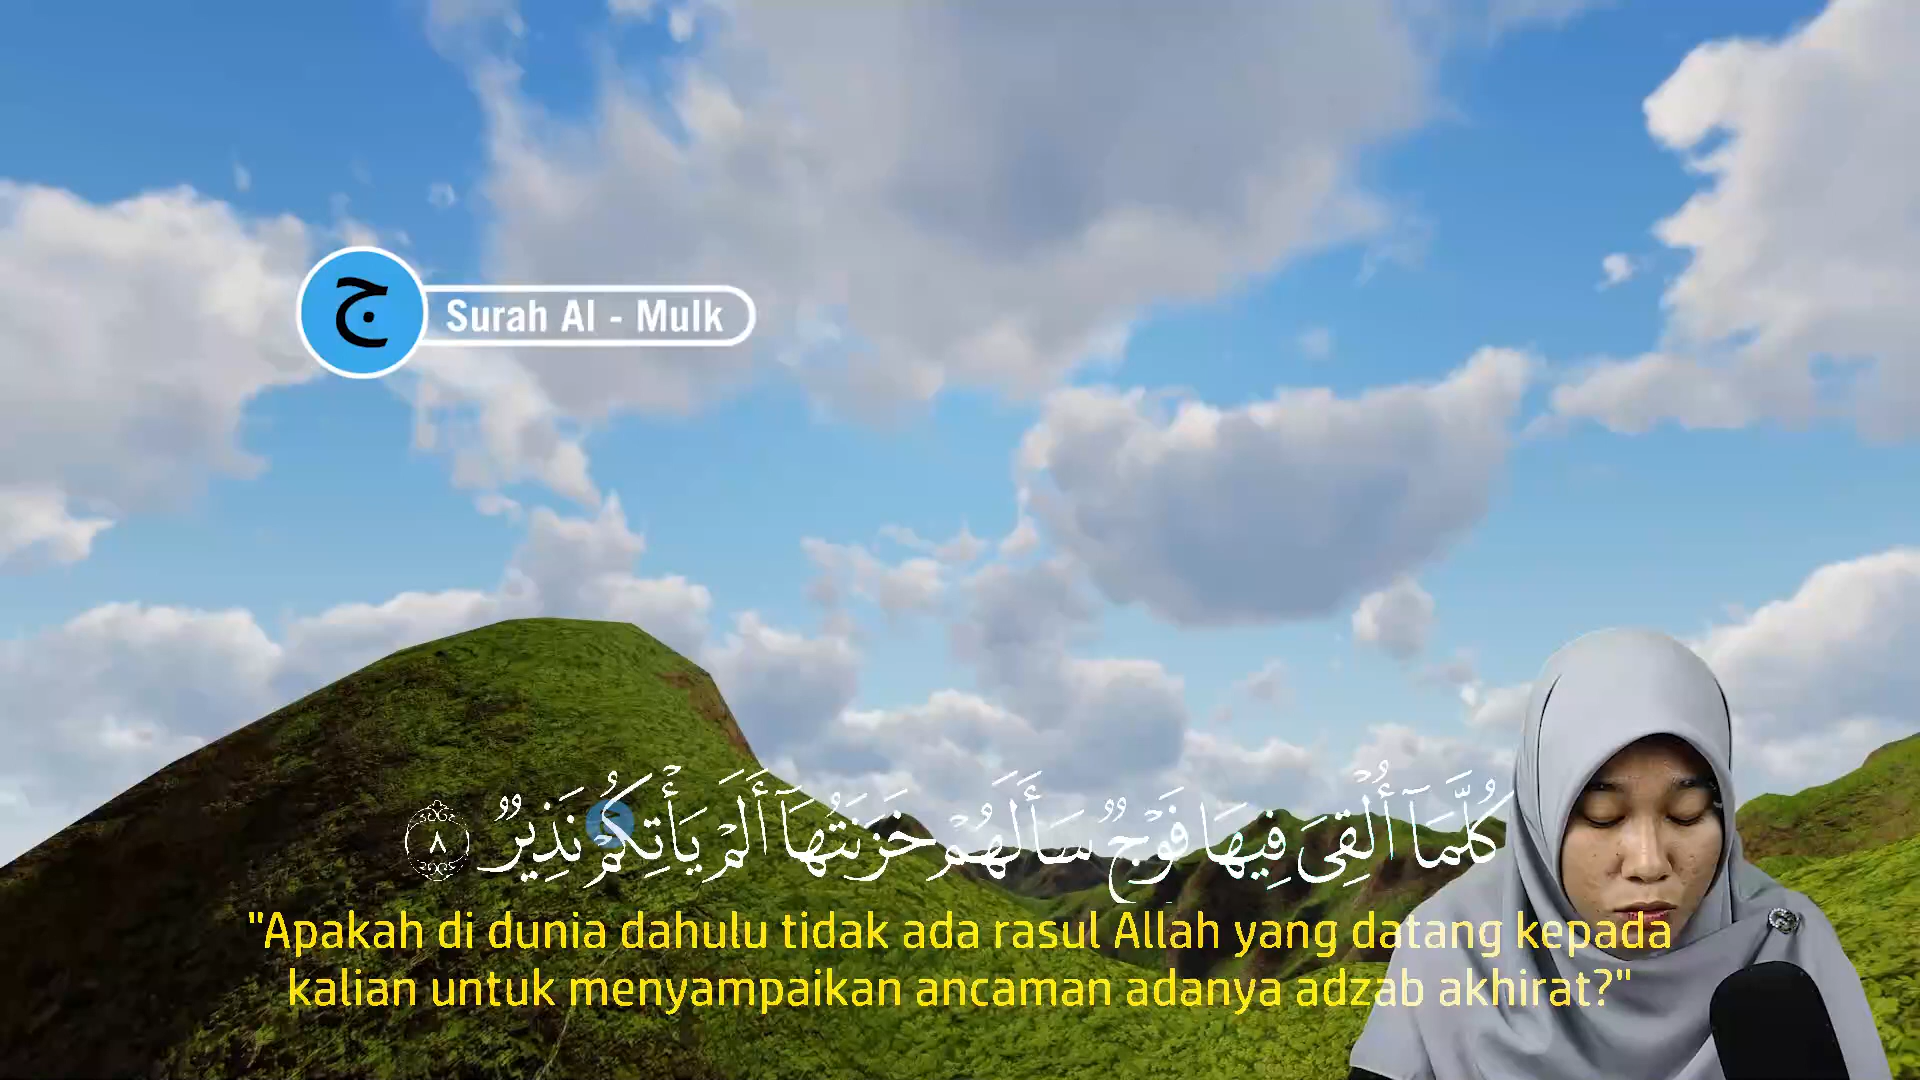 ج
Surah Al - Mulk
كُلَّمَآ أُلْقِىَ فِيهَا فَوْجٌ سَأَلَهُمْ خَزَنَتُهَآ أَلَمْ يَأْتِكُمْ نَذِيرٌ ٨
"Apakah di dunia dahulu tidak ada rasul Allah yang datang kepada
kalian untuk menyampaikan ancaman adanya adzab akhirat?"